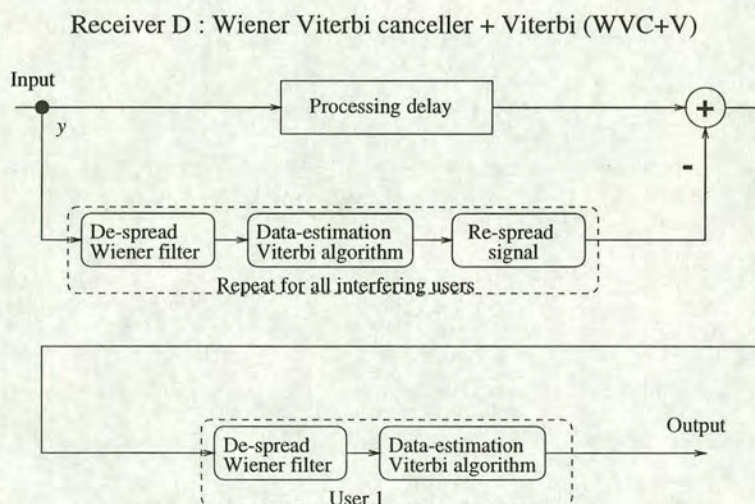 Receiver D : Wiener Viterbi canceller + Viterbi (WVC+V)
Input
Processing delay
+
y
-
De-spread
Wiener filter
Data-estimation
Viterbi algorithm
Re-spread
signal
Repeat for all interfering users
Output
De-spread
Wiener filter
Data-estimation
Viterbi algorithm
User 1